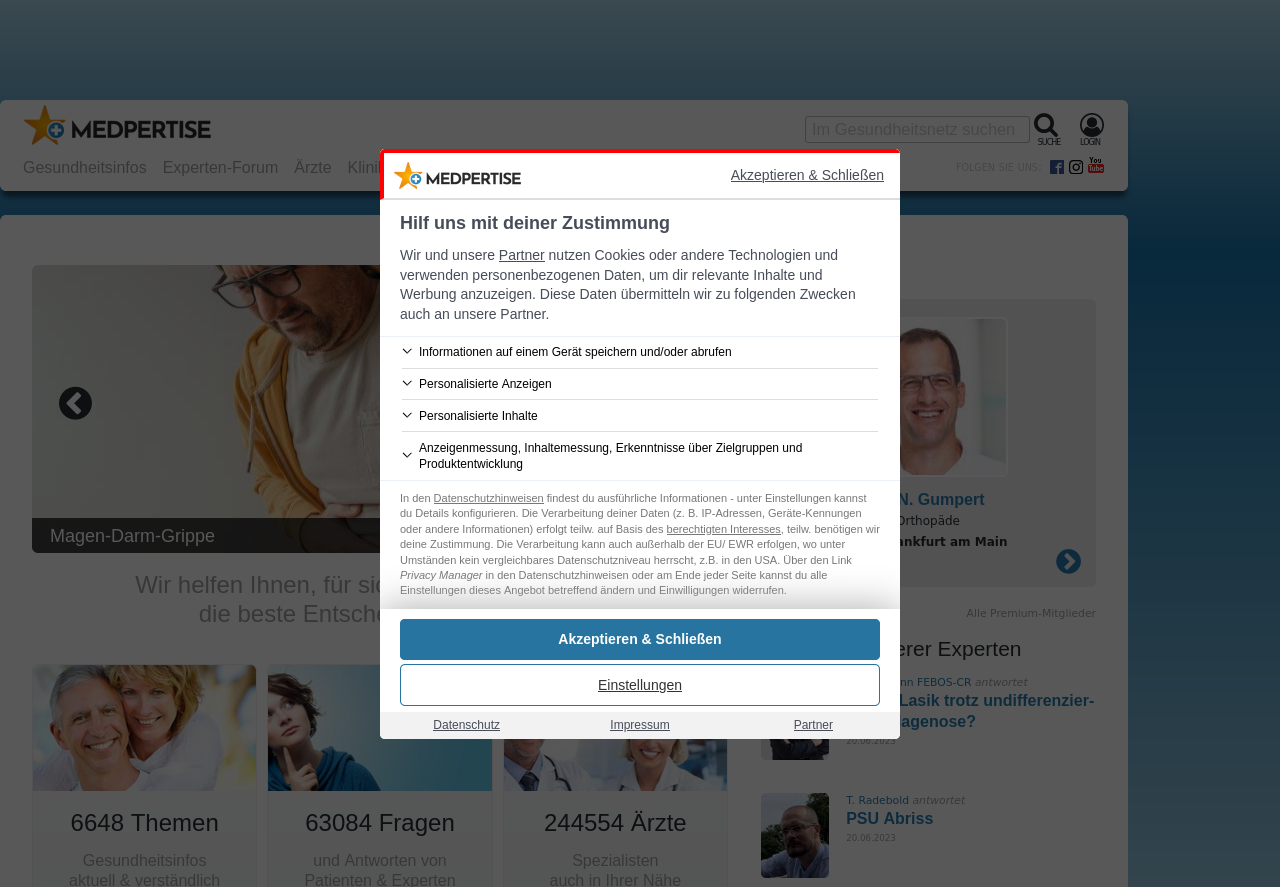 MEDPERTISE
Im Gesundheitsnetz suchen
SUCHE
LOGIN
Gesundheitsinfos Experten-Forum Ärzte
FOLGEN SIE UNS:
You Tube
MEDPERTISE
Akzeptieren & Schließen
Hilf uns mit deiner Zustimmung
Wir und unsere Partner nutzen Cookies oder andere Technologien und
verwenden personenbezogenen Daten, um dir relevante Inhalte und
Werbung anzuzeigen. Diese Daten übermitteln wir zu folgenden Zwecken
auch an unsere Partner.
Informationen auf einem Gerät speichern und/oder abrufen
Personalisierte Anzeigen
Personalisierte Inhalte
Anzeigenmessung, Inhaltemessung, Erkenntnisse über Zielgruppen und
Produktentwicklung
In den Datenschutzhinweisen findest du ausführliche Informationen - unter Einstellungen kannst
du Details konfigurieren. Die Verarbeitung deiner Daten (z. B. IP-Adressen, Geräte-Kennungen
oder andere Informationen) erfolgt teilw. auf Basis des berechtigten Interesses, teilw. benötigen wir
deine Zustimmung. Die Verarbeitung kann auch außerhalb der EU/ EWR erfolgen, wo unter
Umständen kein vergleichbares Datenschutzniveau herrscht, z.B. in den USA. Über den Link
Privacy Manager in den Datenschutzhinweisen oder am Ende jeder Seite kannst du alle
Einstellungen dieses Angebot betreffend ändern und Einwilligungen widerrufen.
Akzeptieren & Schließen
Einstellungen
Datenschutz Impressum Partner
Magen-Darm-Grippe
Wir helfen Ihnen, für
die beste
6648 Themen
Gesundheitsinfos
aktuell & verständlich
63084 Fragen
und Antworten von
Patienten & Experten
244554 Ärzte
Spezialisten
auch in Ihrer Nähe
N. Gumpert
Orthopäde
am Main
Alle Premium-Mitglieder
Experten
FEBOS-CR antwortet
Lasik trotz undifferenzier-
20.06.2023
T. Radebold antwortet
PSU Abriss
20.06.2023